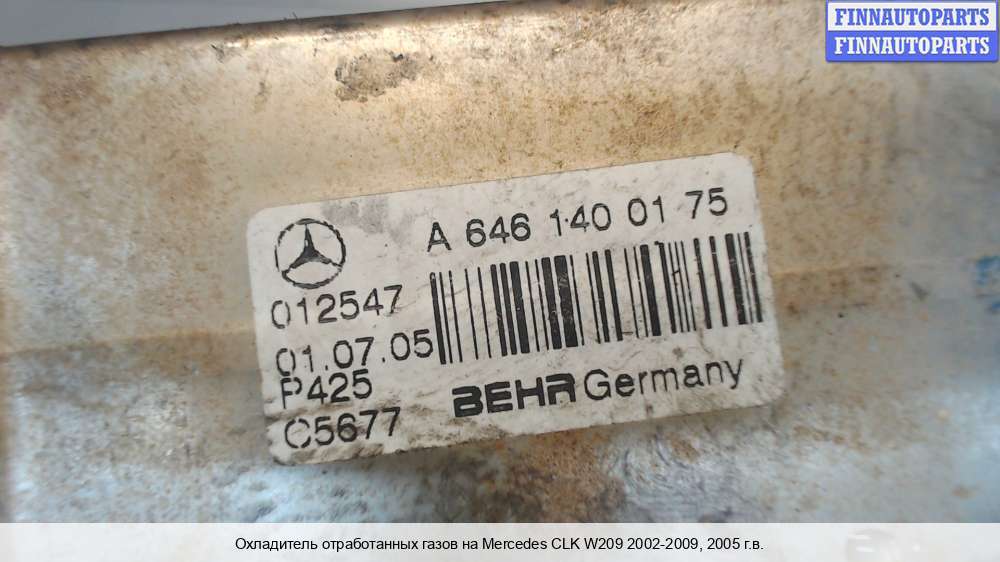 FINNAUTOPARTS
FINNAUTOPARTS
A 646 140 01 75
012547
01.07.05
P425
C5677
BEHR Germany
Охладитель отработанных газов на Mercedes CLK W209 2002-2009, 2005 г.в.